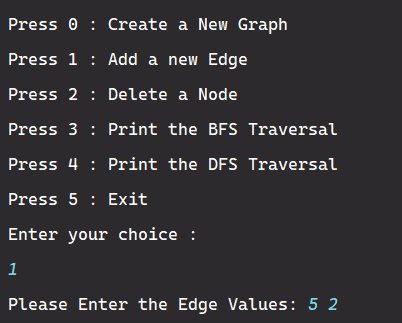 Press 0 : Create a New Graph
Press 1 : Add a new Edge
Press 2 : Delete a Node
Press 3 : Print the BFS Traversal
Press 4 : Print the DFS Traversal
Press 5 : Exit
Enter your choice :
1
Please Enter the Edge Values: 5 2